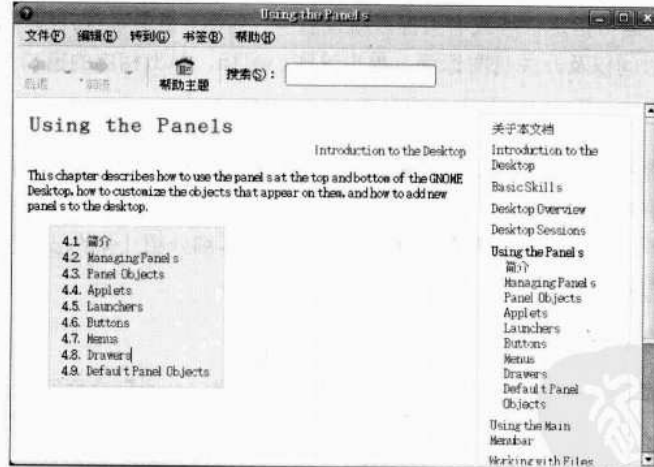 Using the Panels
文件(F) 编辑(E) 转到(G) 书签(B) 帮助(H)
后退 前进 帮助主题 搜索(S):
Using the Panels
Introduction to the Desktop
This chapter describes how to use the panels at the top and bottom of the GNOME
Desktop, how to customize the objects that appear on them, and how to add new
panels to the desktop.
4.1. 简介
4.2. Managing Panels
4.3. Panel Objects
4.4. Applets
4.5. Launchers
4.6. Buttons
4.7. Menus
4.8. Drawers
4.9. Default Panel Objects
关于本文档
Introduction to the
Desktop
Basic Skills
Desktop Overview
Desktop Sessions
Using the Panels
简介
Managing Panels
Panel Objects
Applets
Launchers
Buttons
Menus
Drawers
Default Panel
Objects
Using the Main
Menubar
Working with Files